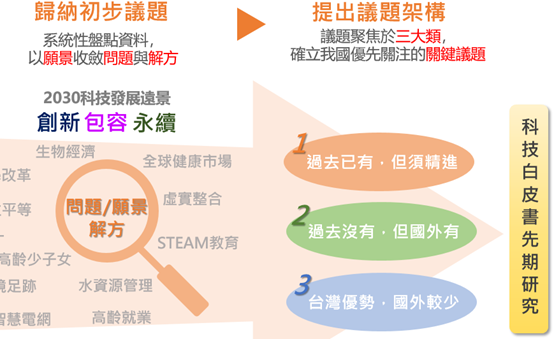 歸納初步議題
系統性盤點資料，
以願景收斂問題與解方
2030科技發展遠景
創新 包容 永續
生物經濟
全球健康市場
改革
平等
虛實整合
問題/願景
解方
高齡少子女
STEAM教育
足跡
水資源管理
智慧電網
高齡就業
提出議題架構
議題聚焦於三大類，
確立我國優先關注的關鍵議題
1
過去已有，但須精進
2
過去沒有，但國外有
3
台灣優勢，國外較少
科技白皮書先期研究